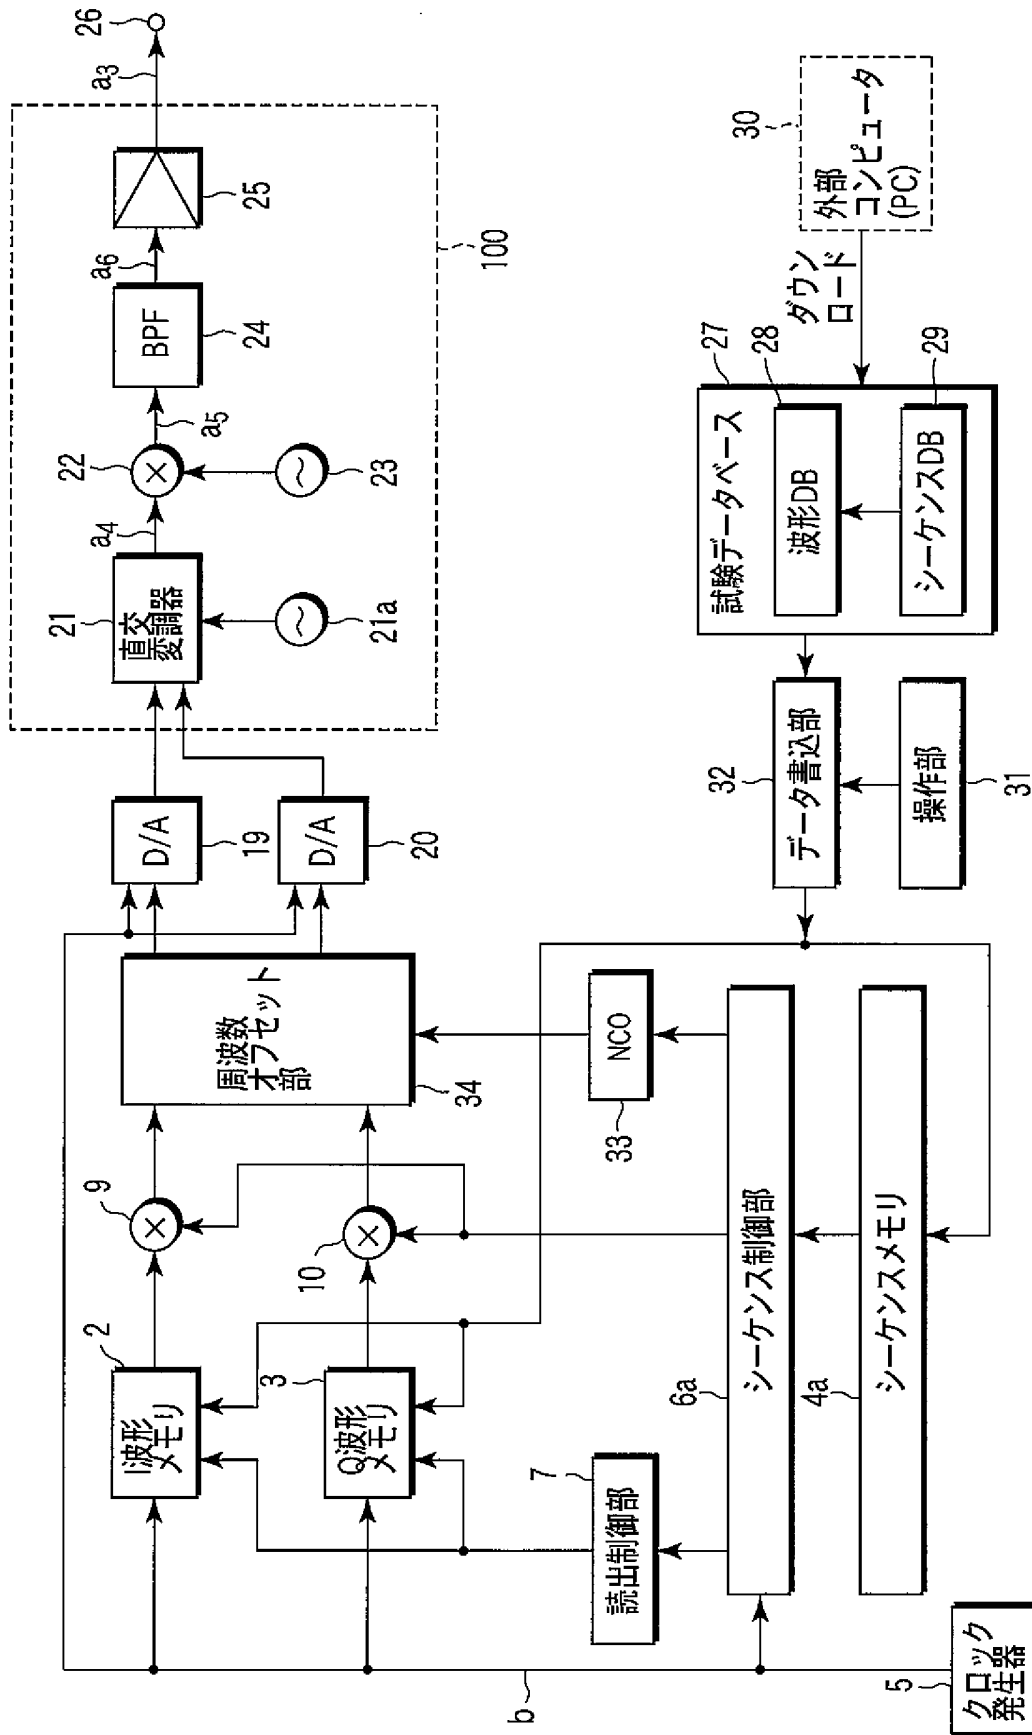 26
a3
100
25
a6
BPF
24
a5
22
23
a4
21
直交
変調器
21a
D/A
19
D/A
20
周波数
オフセット
部
34
NCO
33
9
10
2
I波形
メモリ
3
Q波形
メモリ
7
読出制御部
6a
シーケンス制御部
4a
シーケンスメモリ
b
5
クロック
発生器
30
外部
コンピュータ
(PC)
ダウン
ロード
27
試験データベース
28
波形DB
29
シーケンスDB
32
データ書込部
操作部
31